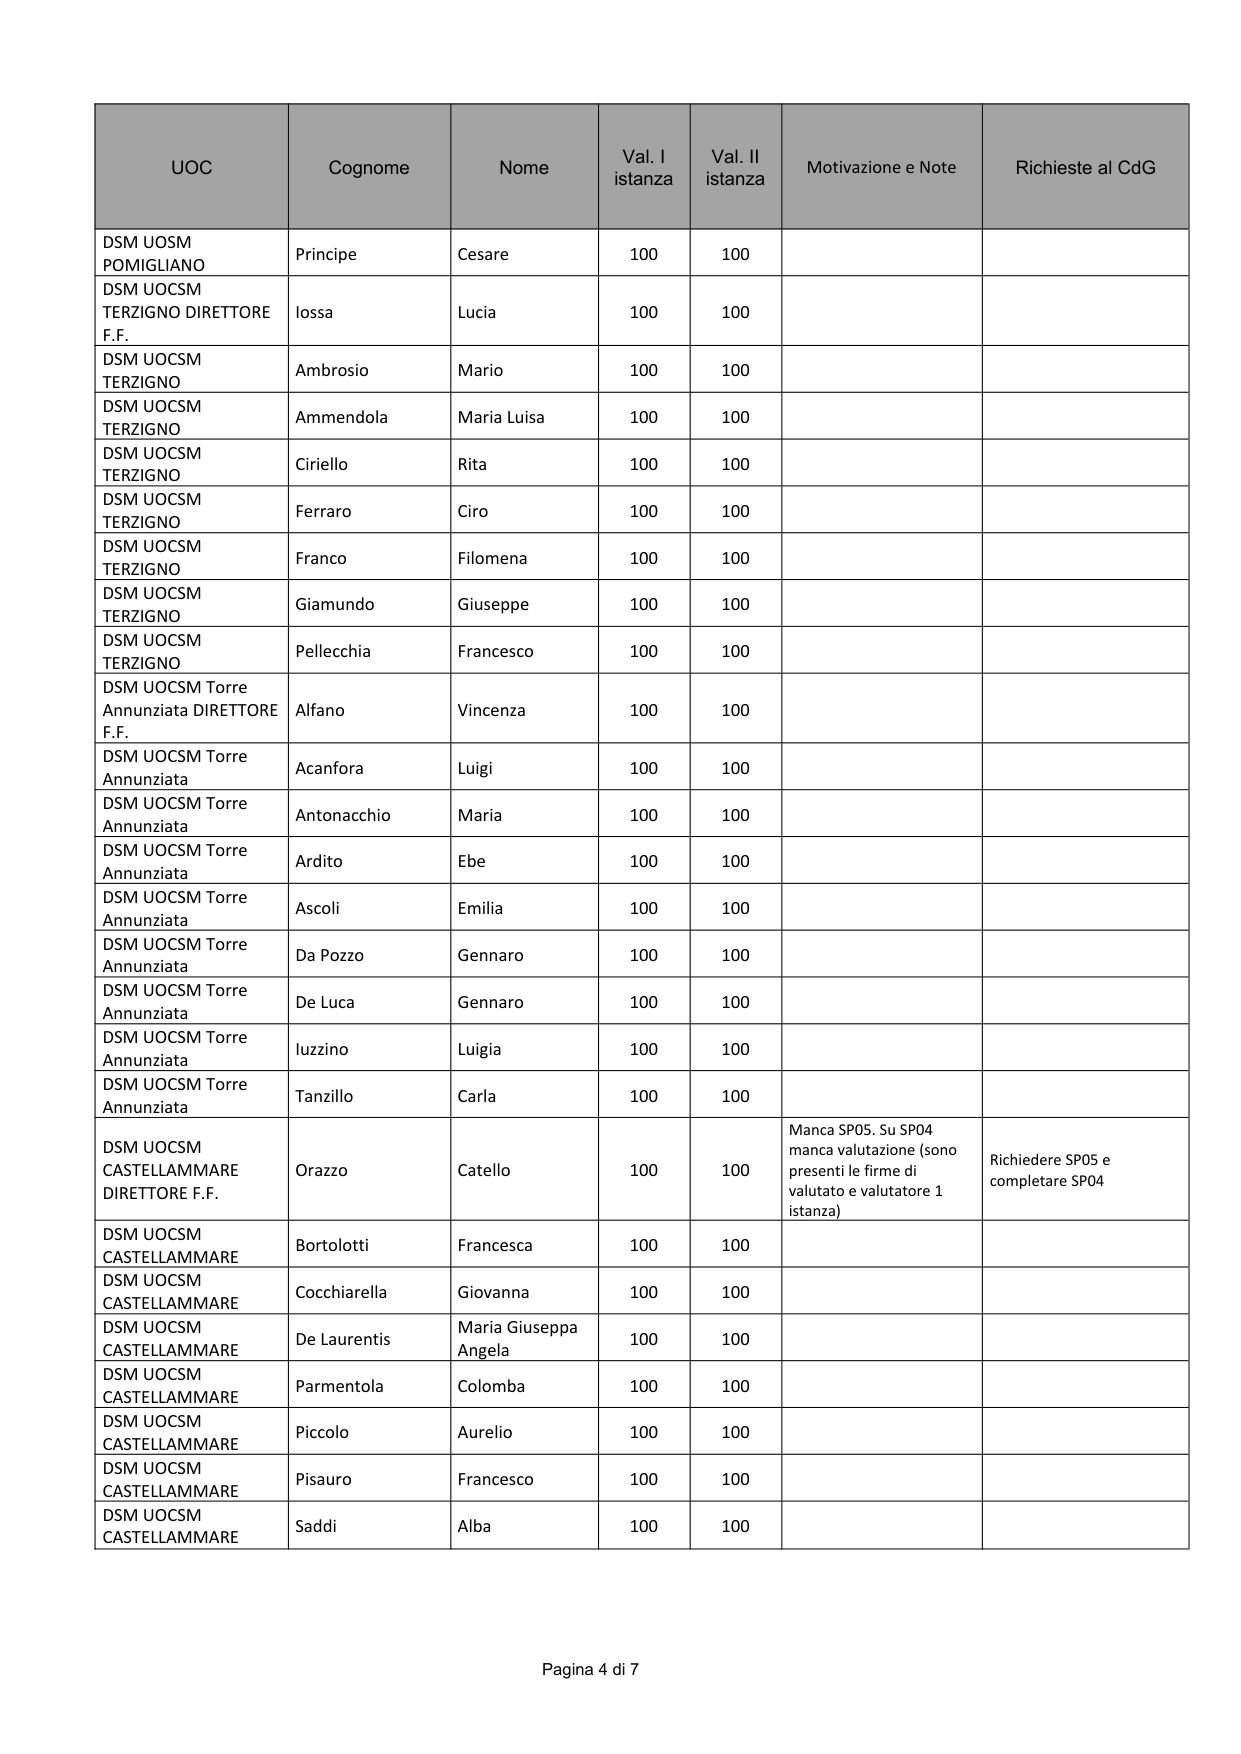 UOC Cognome Nome Val. I istanza Val. II istanza Motivazione e Note Richieste al CdG
DSM UOSM POMIGLIANO Principe Cesare 100 100
DSM UOCSM TERZIGNO DIRETTORE F.F. Iossa Lucia 100 100
DSM UOCSM TERZIGNO Ambrosio Mario 100 100
DSM UOCSM TERZIGNO Ammendola Maria Luisa 100 100
DSM UOCSM TERZIGNO Ciriello Rita 100 100
DSM UOCSM TERZIGNO Ferraro Ciro 100 100
DSM UOCSM TERZIGNO Franco Filomena 100 100
DSM UOCSM TERZIGNO Giamundo Giuseppe 100 100
DSM UOCSM TERZIGNO Pellecchia Francesco 100 100
DSM UOCSM Torre Annunziata DIRETTORE F.F. Alfano Vincenza 100 100
DSM UOCSM Torre Annunziata Acanfora Luigi 100 100
DSM UOCSM Torre Annunziata Antonacchio Maria 100 100
DSM UOCSM Torre Annunziata Ardito Ebe 100 100
DSM UOCSM Torre Annunziata Ascoli Emilia 100 100
DSM UOCSM Torre Annunziata Da Pozzo Gennaro 100 100
DSM UOCSM Torre Annunziata De Luca Gennaro 100 100
DSM UOCSM Torre Annunziata Iuzzino Luigia 100 100
DSM UOCSM Torre Annunziata Tanzillo Carla 100 100
DSM UOCSM CASTELLAMMARE DIRETTORE F.F. Orazzo Catello 100 100 Manca SP05. Su SP04 manca valutazione (sono presenti le firme di valutato e valutatore 1 istanza) Richiedere SP05 e completare SP04
DSM UOCSM CASTELLAMMARE Bortolotti Francesca 100 100
DSM UOCSM CASTELLAMMARE Cocchiarella Giovanna 100 100
DSM UOCSM CASTELLAMMARE De Laurentis Maria Giuseppa Angela 100 100
DSM UOCSM CASTELLAMMARE Parmentola Colomba 100 100
DSM UOCSM CASTELLAMMARE Piccolo Aurelio 100 100
DSM UOCSM CASTELLAMMARE Pisauro Francesco 100 100
DSM UOCSM CASTELLAMMARE Saddi Alba 100 100
Pagina 4 di 7